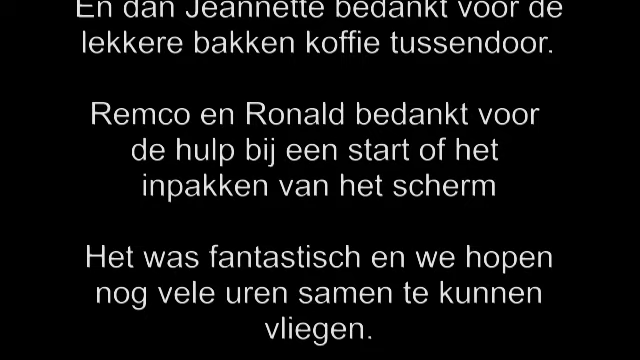 En dan Jeannette bedankt voor de
lekkere bakken koffie tussendoor.
Remco en Ronald bedankt voor
de hulp bij een start of het
inpakken van het scherm
Het was fantastisch en we hopen
nog vele uren samen te kunnen
vliegen.